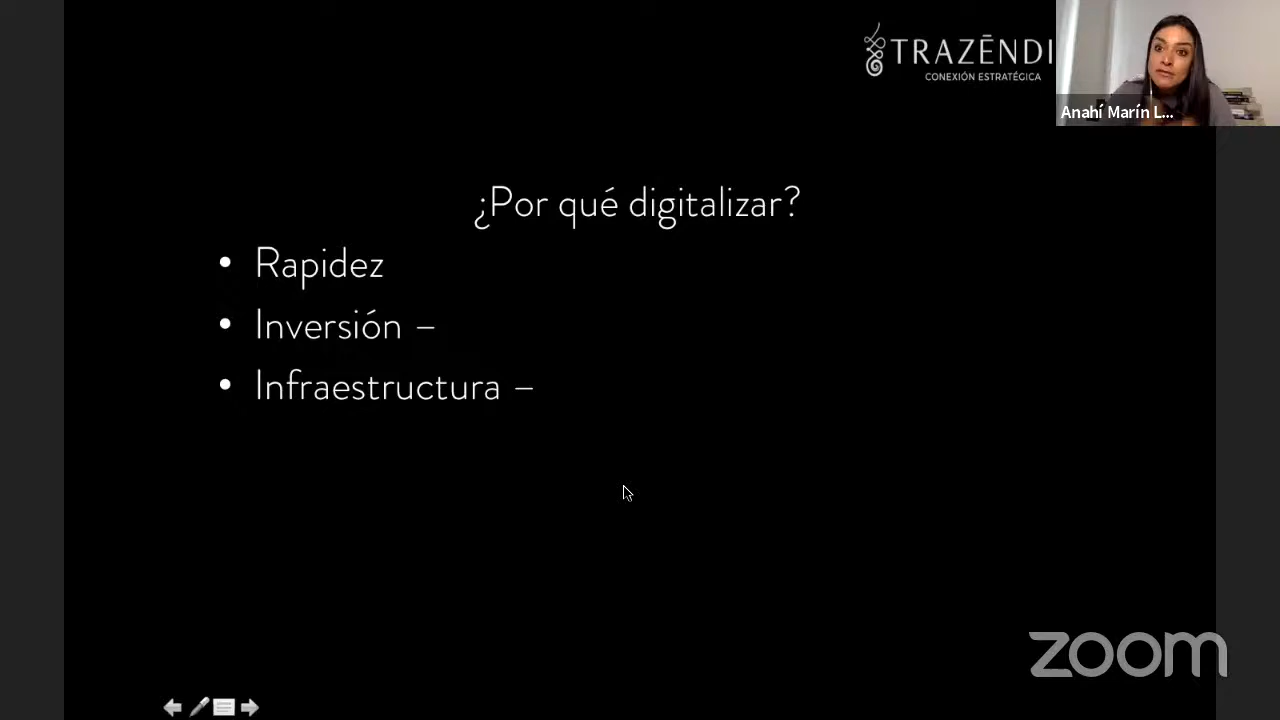 TRAZĒNDI
CONEXIÓN ESTRATÉGICA
Anahí Marín L...
¿Por qué digitalizar?
• Rapidez
• Inversión –
• Infraestructura –
zoom